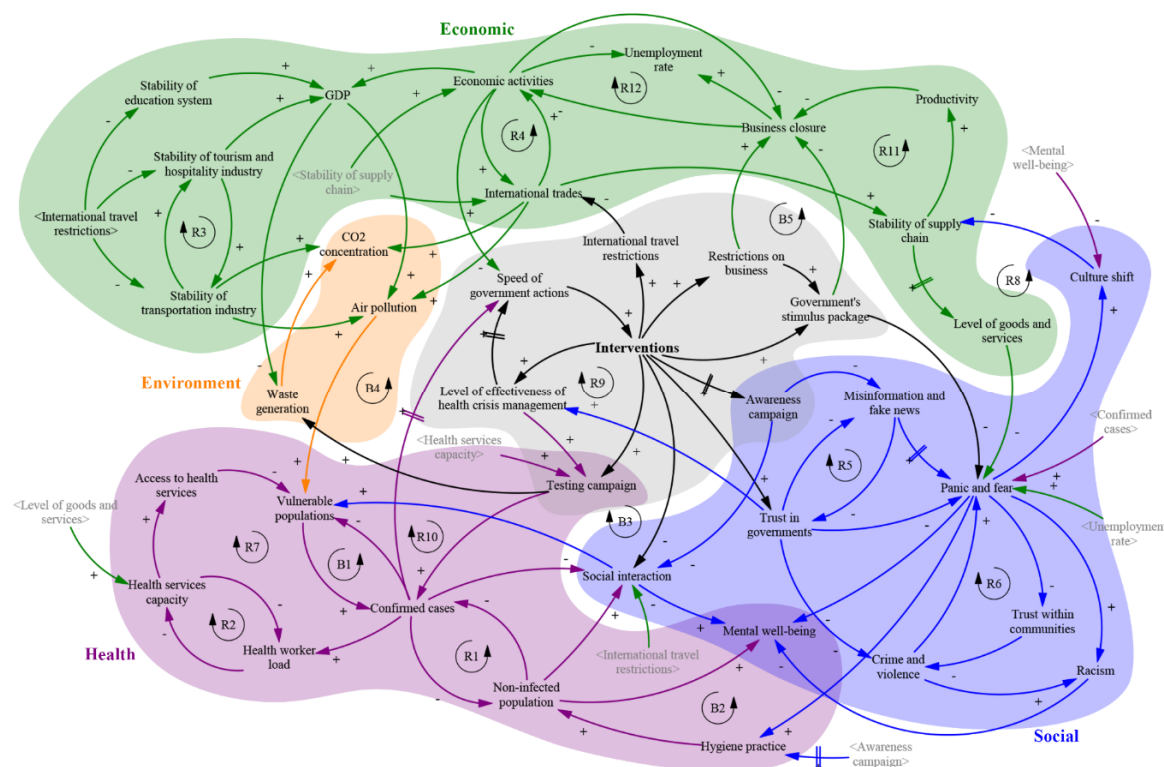 Economic
Stability of
education system
GDP
Economic activities
Unemployment
rate
R12
Business closure
Productivity
R11
<Mental
well-being>
R4
Stability of tourism and
hospitality industry
<Stability of supply
chain>
International trades
<International travel
restrictions>
R3
B5
Stability of supply
chain
CO2
concentration
International travel
restrictions
Restrictions on
business
R8
Culture shift
Stability of
transportation industry
Air pollution
Speed of
government actions
Government's
stimulus package
Level of goods and
services
Interventions
Environment
B4
Waste
generation
R9
Level of effectiveness of
health crisis management
Awareness
campaign
Misinformation and
fake news
<Confirmed
cases>
<Health services
capacity>
R5
Access to health
services
Testing campaign
Panic and fear
<Level of goods and
services>
Vulnerable
populations
B3
Trust in
governments
<Unemploymen
rate>
R7
R10
B1
Social interaction
R6
Health services
capacity
Confirmed cases
R2
Trust within
communities
Mental well-being
Health
Health worker
load
R1
<International travel
restrictions>
Crime and
violence
Racism
Non-infected
population
B2
Social
Hygiene practice
<Awareness
campaign>